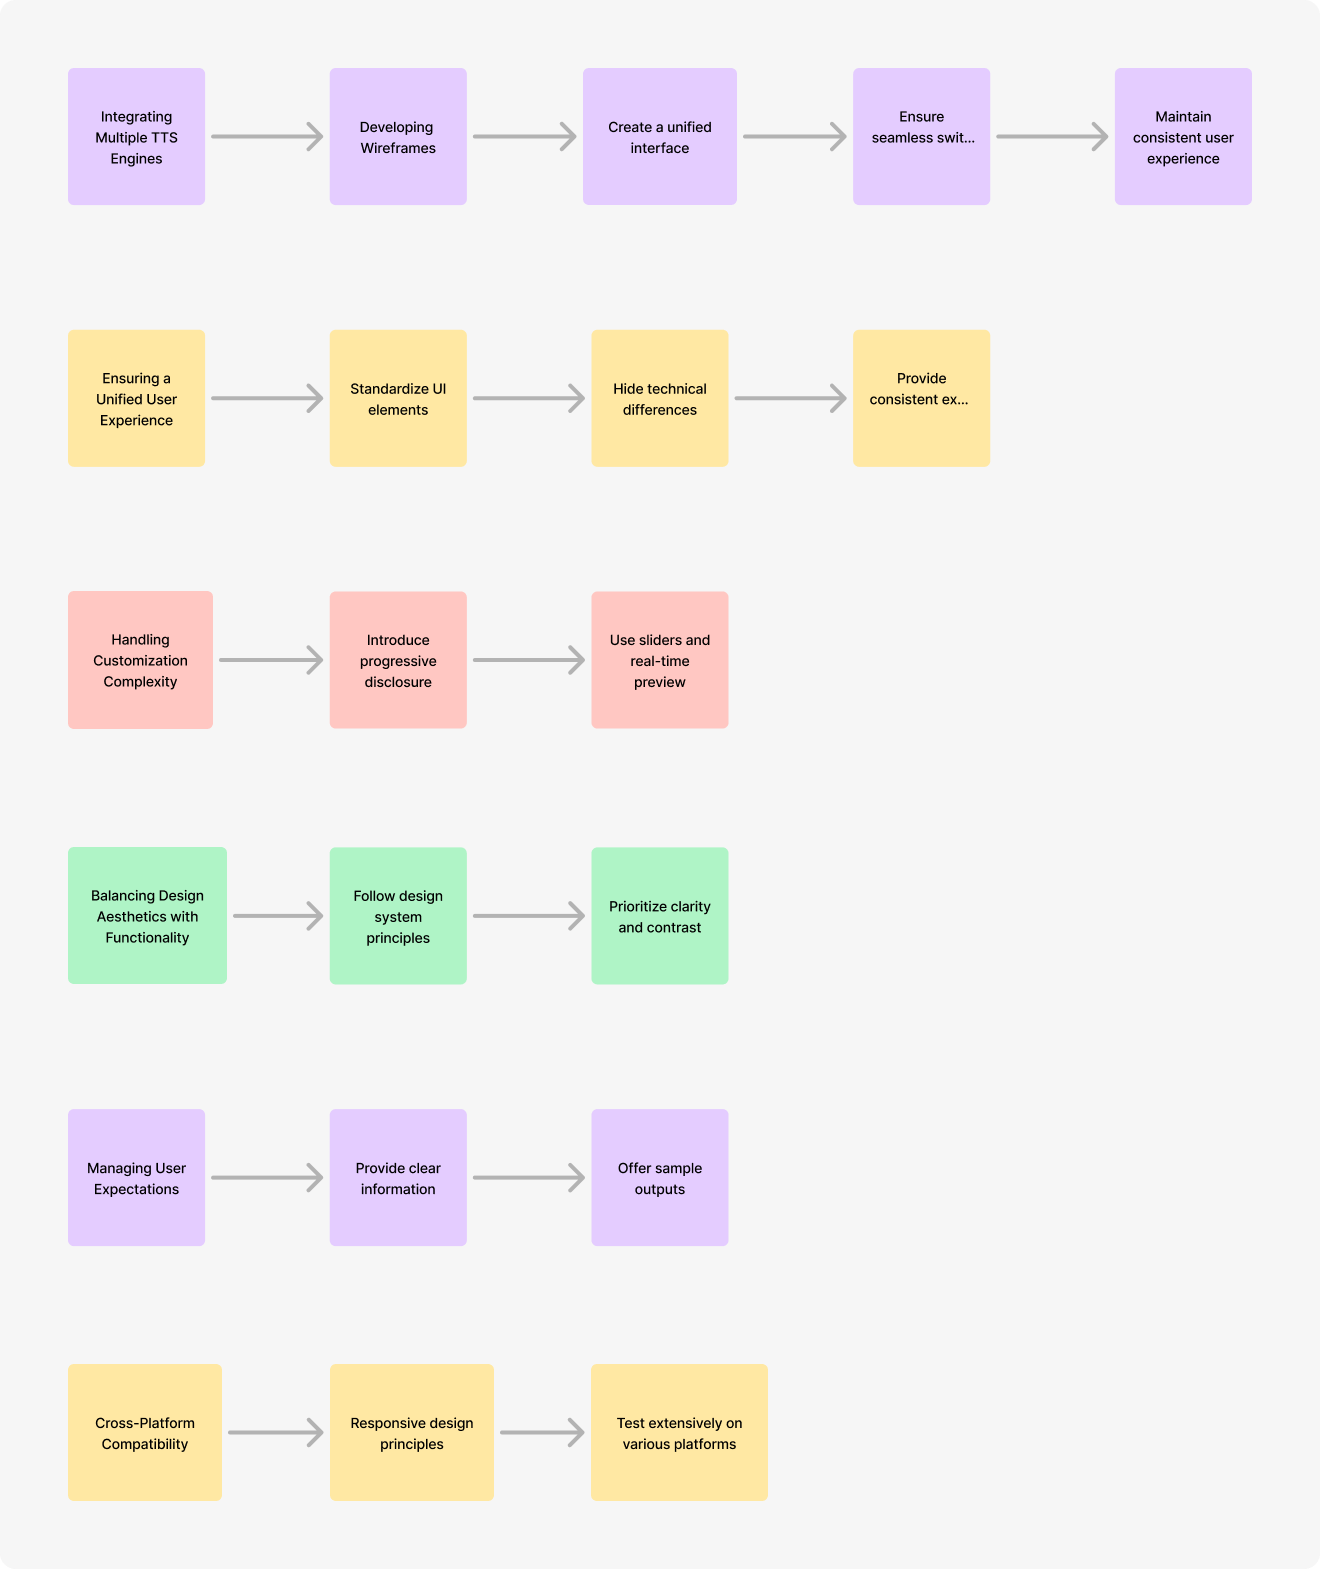 Integrating
Multiple TTS
Engines
Developing
Wireframes
Create a unified
interface
Ensure
seamless swit...
Maintain
consistent user
experience
Ensuring a
Unified User
Experience
Standardize UI
elements
Hide technical
differences
Provide
consistent ex...
Handling
Customization
Complexity
Introduce
progressive
disclosure
Use sliders and
real-time
preview
Balancing Design
Aesthetics with
Functionality
Follow design
system
principles
Prioritize clarity
and contrast
Managing User
Expectations
Provide clear
information
Offer sample
outputs
Cross-Platform
Compatibility
Responsive design
principles
Test extensively on
various platforms